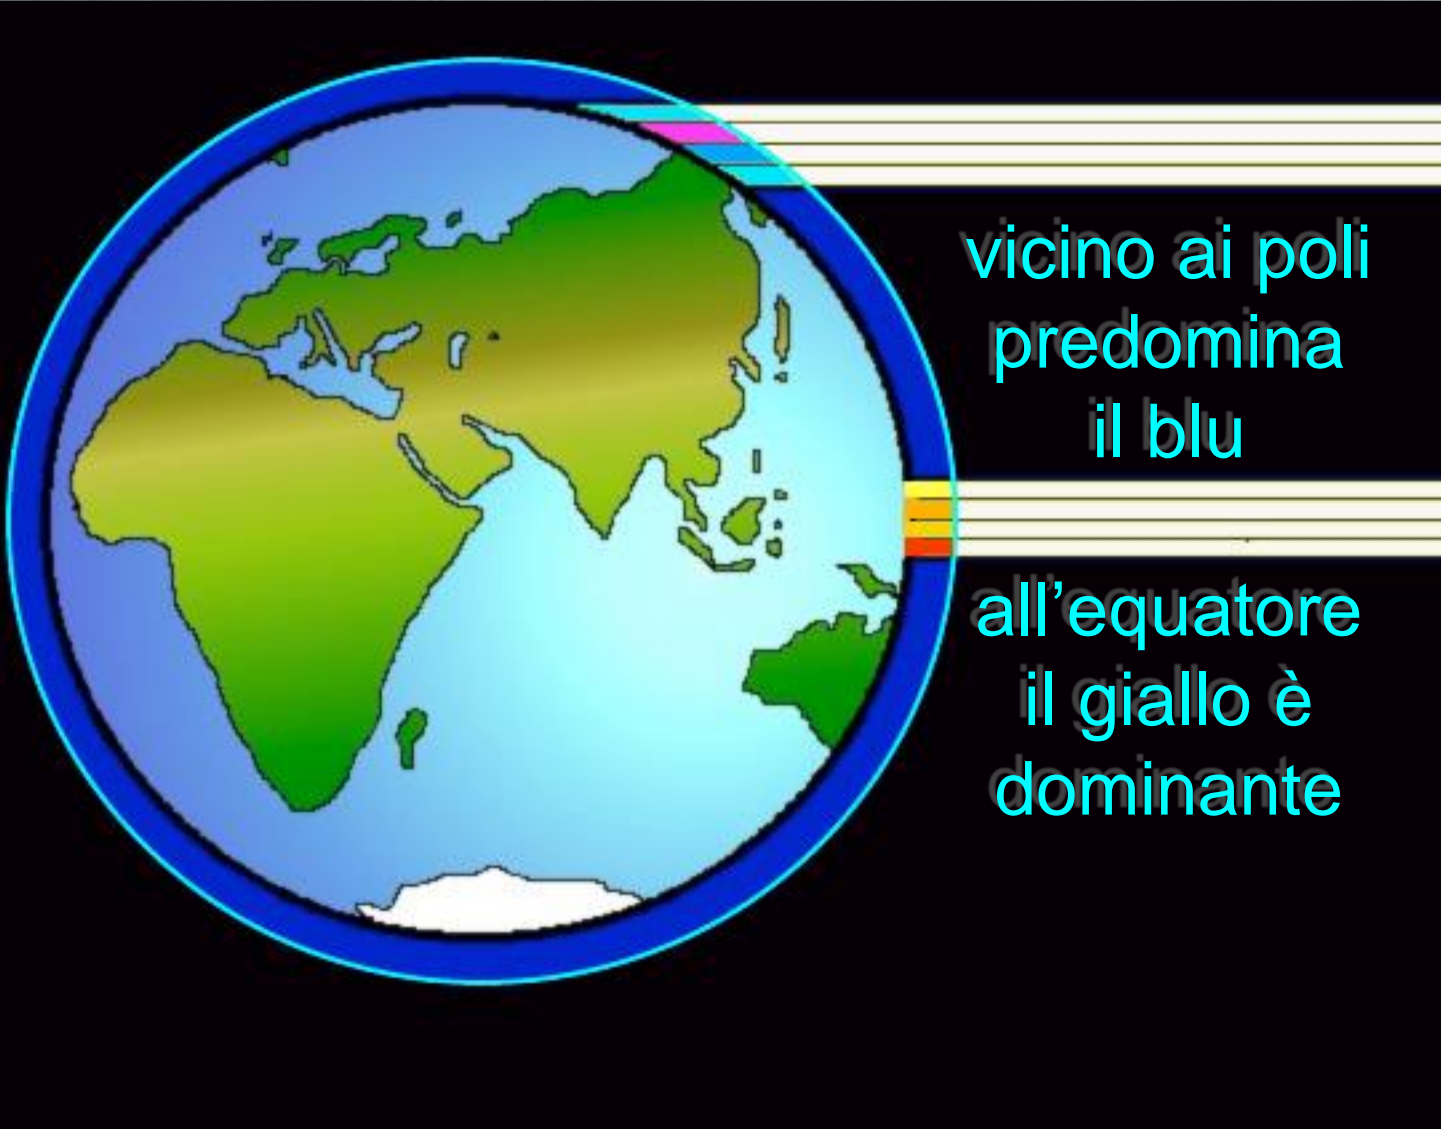 vicino ai poli
predomina
il blu
all’equatore
il giallo è
dominante